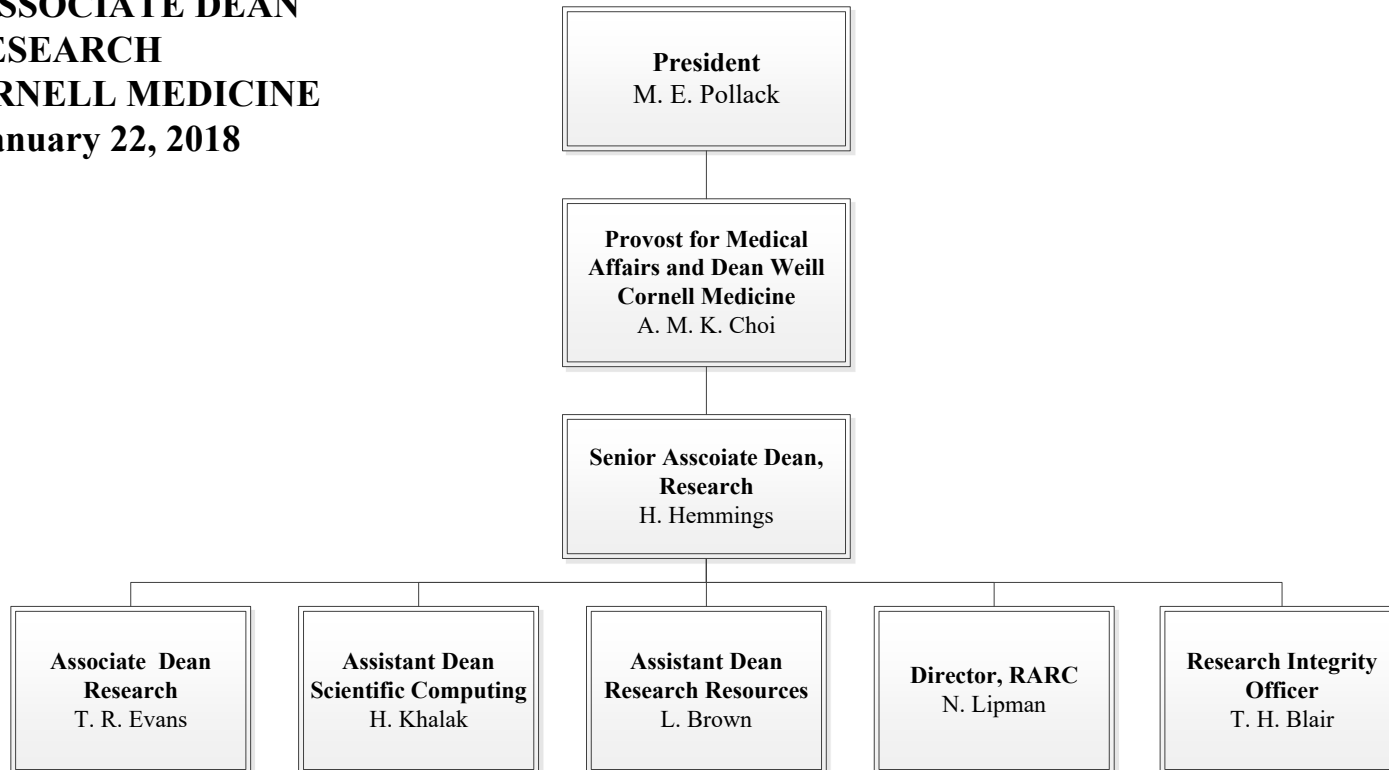 ASSOCIATE DEAN
ESEARCH
RNELL MEDICINE
anuary 22, 2018
President
M. E. Pollack
Provost for Medical
Affairs and Dean Weill
Cornell Medicine
A. M. K. Choi
Senior Asscoiate Dean,
Research
H. Hemmings
Associate Dean
Research
T. R. Evans
Assistant Dean
Scientific Computing
H. Khalak
Assistant Dean
Research Resources
L. Brown
Director, RARC
N. Lipman
Research Integrity
Officer
T. H. Blair